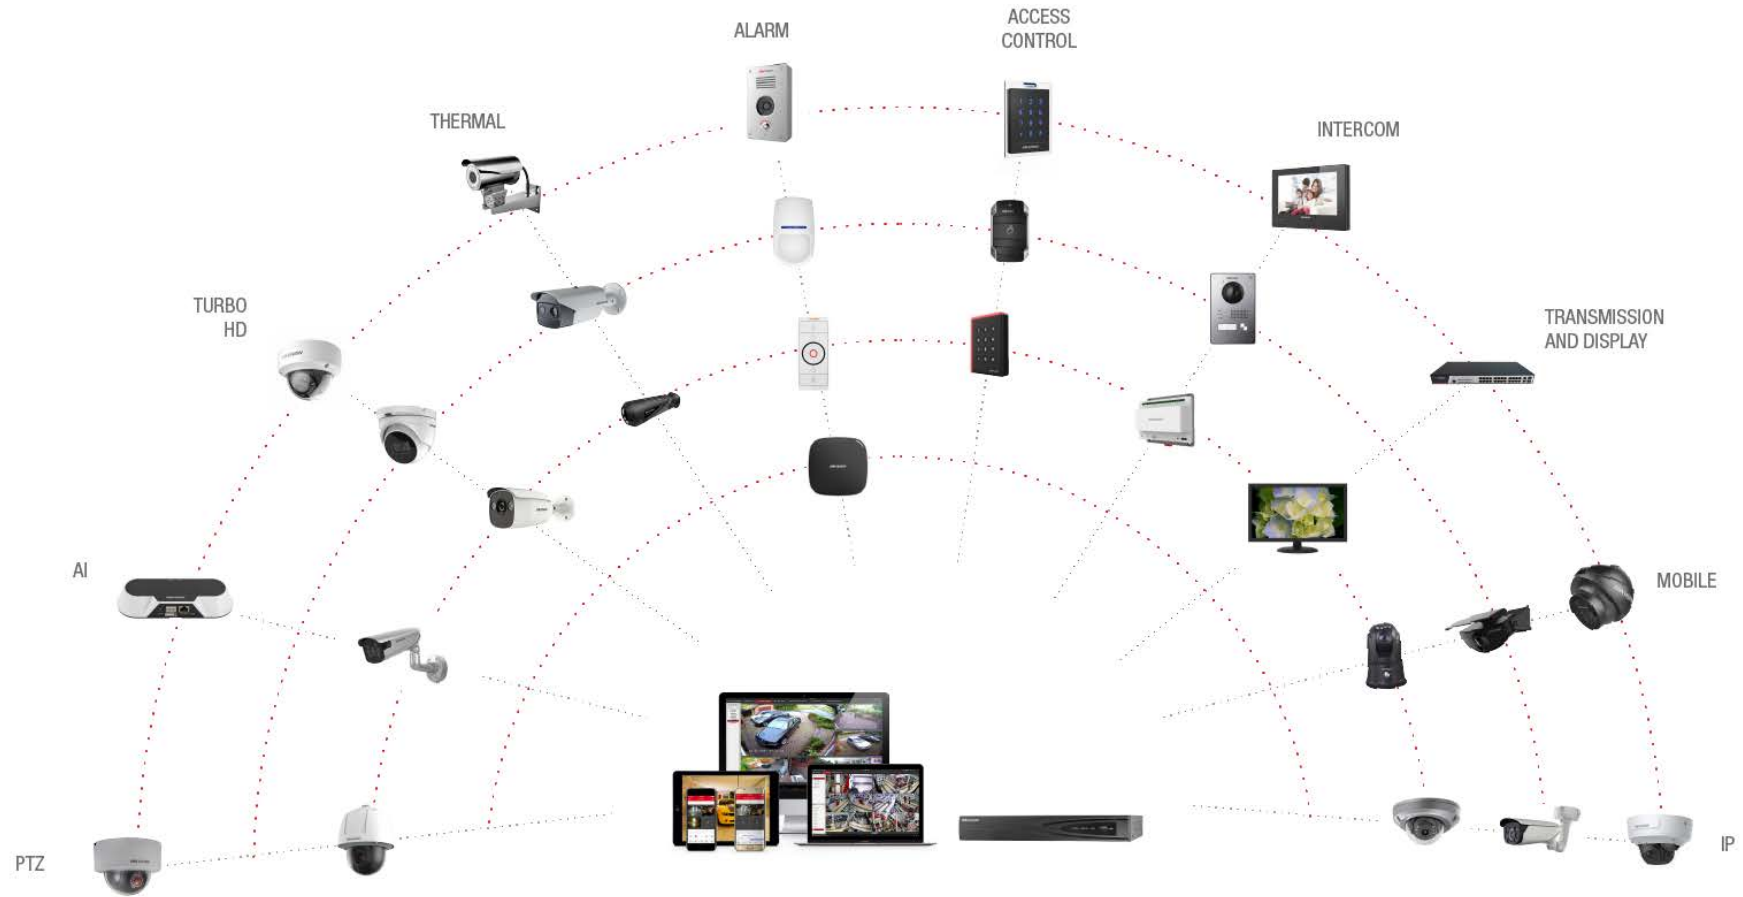 ALARM
ACCESS
CONTROL
THERMAL
INTERCOM
TURBO
HD
TRANSMISSION
AND DISPLAY
AI
MOBILE
PTZ
IP